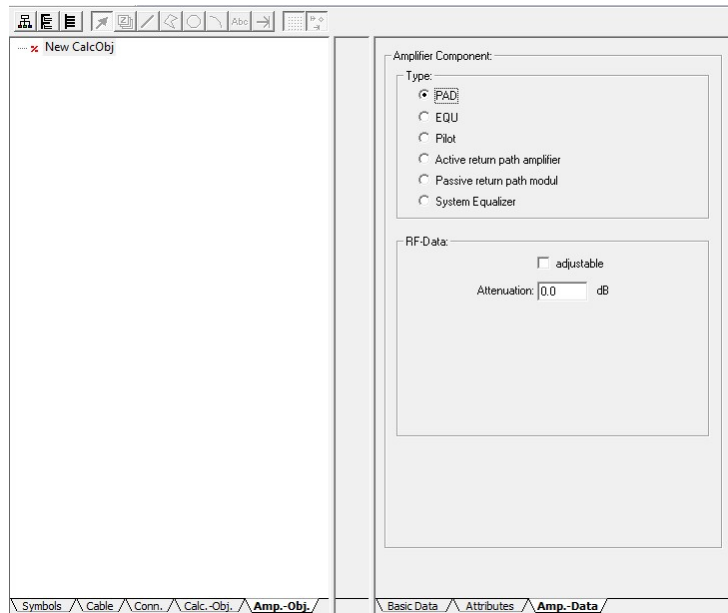 Abc
New CalcObj
Amplifier Component:
Type:
PAD
EQU
Pilot
Active return path amplifier
Passive return path modul
System Equalizer
RF-Data:
adjustable
Attenuation: 0.0 dB
Symbols Cable Conn. Calc.-Obj. Amp.-Obj.
Basic Data Attributes Amp.-Data